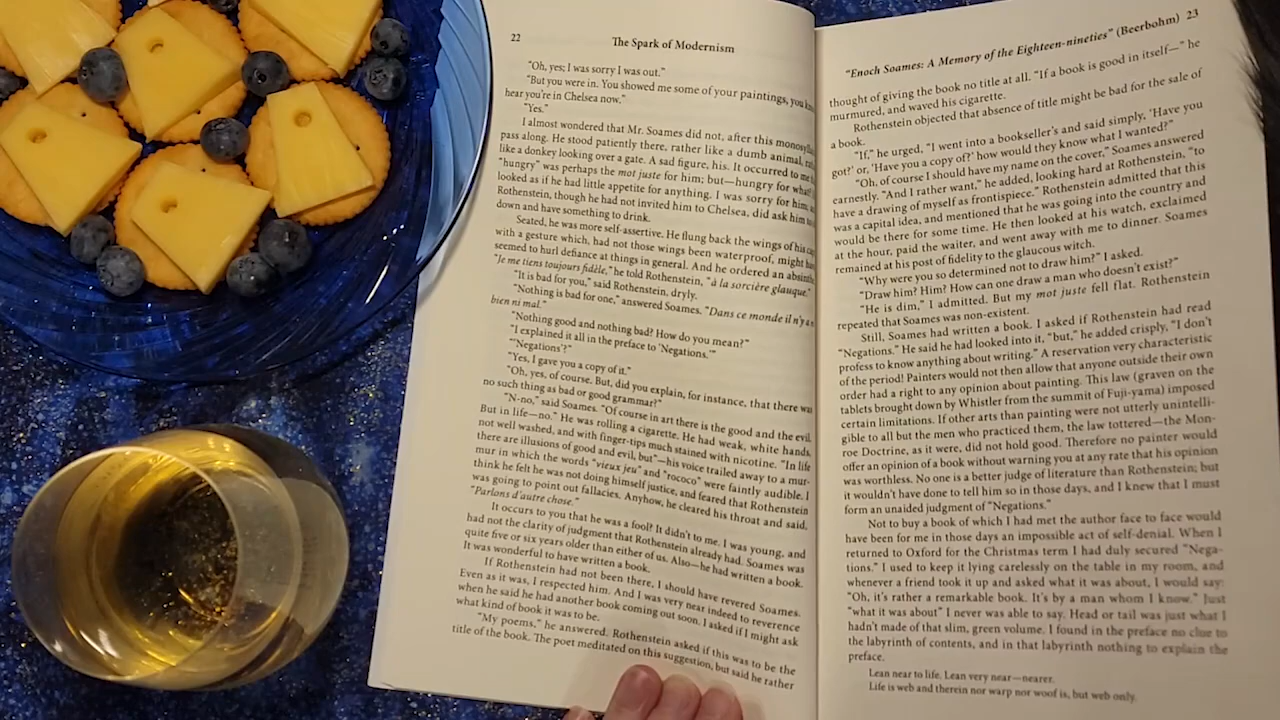 22
The Spark of Modernism
"Oh, yes; I was sorry I was out."
"But you were in. You showed me some of your paintings, you
hear you're in Chelsea now."
"Yes."
I almost wondered that Mr. Soames did not, after this
pass along. He stood patiently there, rather like a dumb animal,
like a donkey looking over a gate. A sad figure, his. It occurred to me
"hungry" was perhaps the mot juste for him; but—hungry for
looked as if he had little appetite for anything. I was sorry for him;
Rothenstein, though he had not invited him to Chelsea, did ask him
down and have something to drink.
Seated, he was more self-assertive. He flung back the wings of his
with a gesture which, had not those wings been waterproof, might
seemed to hurl defiance at things in general. And he ordered an
"Je me tiens toujours fidèle," he told Rothenstein, "à la sorcière glauque."
"It is bad for you," said Rothenstein, dryly.
"Nothing is bad for one," answered Soames. "Dans ce monde il n'y a
bien ni mal."
"Nothing good and nothing bad? How do you mean?"
"I explained it all in the preface to 'Negations.'"
"'Negations'?"
"Yes, I gave you a copy of it."
"Oh, yes, of course. But, did you explain, for instance, that there was
no such thing as bad or good grammar?"
"N-no," said Soames. "Of course in art there is the good and the evil.
But in life—no." He was rolling a cigarette. He had weak, white hands,
not well washed, and with finger-tips much stained with nicotine. "In life
there are illusions of good and evil, but"—his voice trailed away to a mur-
mur in which the words "vieux jeu" and "rococo" were faintly audible. I
think he felt he was not doing himself justice, and feared that Rothenstein
was going to point out fallacies. Anyhow, he cleared his throat and said,
"Parlons d'autre chose."
It occurs to you that he was a fool? It didn't to me. I was young, and
had not the clarity of judgment that Rothenstein already had. Soames was
quite five or six years older than either of us. Also—he had written a book.
It was wonderful to have written a book.
If Rothenstein had not been there, I should have revered Soames.
Even as it was, I respected him. And I was very near indeed to reverence
when he said he had another book coming out soon. I asked if I might ask
what kind of book it was to be.
"My poems," he answered. Rothenstein asked if this was to be the
title of the book. The poet meditated on this suggestion, but said he rather
"Enoch Soames: A Memory of the Eighteen-nineties" (Beerbohm) 23
thought of giving the book no title at all. "If a book is good in itself—" he
murmured, and waved his cigarette.
Rothenstein objected that absence of title might be bad for the sale of
a book.
"If," he urged, "I went into a bookseller's and said simply, 'Have you
got?' or, 'Have you a copy of?' how would they know what I wanted?"
"Oh, of course I should have my name on the cover," Soames answered
earnestly. "And I rather want," he added, looking hard at Rothenstein, "to
have a drawing of myself as frontispiece." Rothenstein admitted that this
was a capital idea, and mentioned that he was going into the country and
would be there for some time. He then looked at his watch, exclaimed
at the hour, paid the waiter, and went away with me to dinner. Soames
remained at his post of fidelity to the glaucous witch.
"Why were you so determined not to draw him?" I asked.
"Draw him? Him? How can one draw a man who doesn't exist?"
"He is dim," I admitted. But my mot juste fell flat. Rothenstein
repeated that Soames was non-existent.
Still, Soames had written a book. I asked if Rothenstein had read
"Negations." He said he had looked into it, "but," he added crisply, "I don't
profess to know anything about writing." A reservation very characteristic
of the period! Painters would not then allow that anyone outside their own
order had a right to any opinion about painting. This law (graven on the
tablets brought down by Whistler from the summit of Fuji-yama) imposed
certain limitations. If other arts than painting were not utterly unintelli-
gible to all but the men who practiced them, the law tottered—the Mon-
roe Doctrine, as it were, did not hold good. Therefore no painter would
offer an opinion of a book without warning you at any rate that his opinion
was worthless. No one is a better judge of literature than Rothenstein; but
it wouldn't have done to tell him so in those days, and I knew that I must
form an unaided judgment of "Negations."
Not to buy a book of which I had met the author face to face would
have been for me in those days an impossible act of self-denial. When I
returned to Oxford for the Christmas term I had duly secured "Nega-
tions." I used to keep it lying carelessly on the table in my room, and
whenever a friend took it up and asked what it was about, I would say:
"Oh, it's rather a remarkable book. It's by a man whom I know." Just
"what it was about" I never was able to say. Head or tail was just what I
hadn't made of that slim, green volume. I found in the preface no clue to
the labyrinth of contents, and in that labyrinth nothing to explain the
preface.
Lean near to life. Lean very near—nearer.
Life is web and therein nor warp nor woof is, but web only.